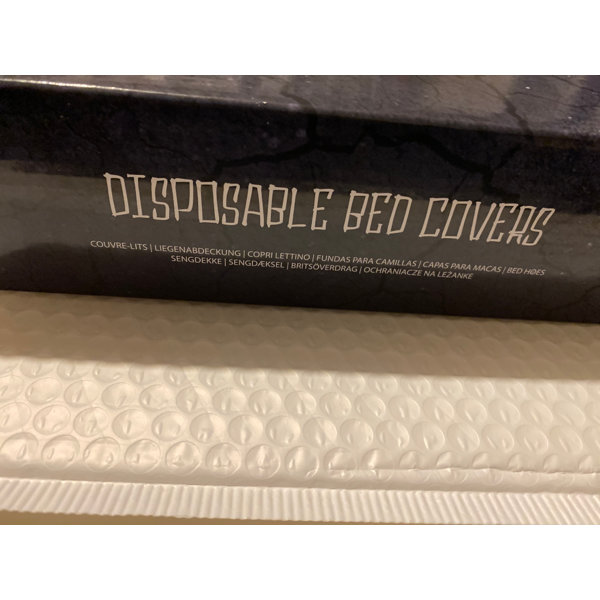 DISPOSABLE BED COVERS
COUVRE-LITS | LIEGENABDECKUNG | COPRI LETTINO | FUNDAS PARA CAMILLAS | CAPAS PARA MACAS | BED HOES
SENGDEKKE | SENGDÆKSEL | BRITSÖVERDRAG | OCHRANIACZE NA LEŻANKE